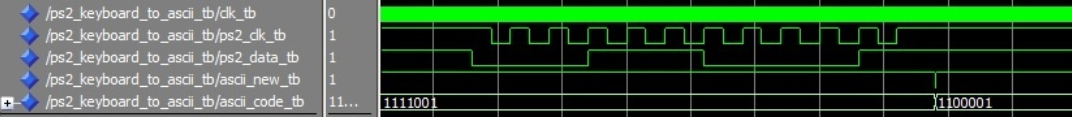 /ps2_keyboard_to_ascii_tb/clk_tb 0
/ps2_keyboard_to_ascii_tb/ps2_clk_tb 1
/ps2_keyboard_to_ascii_tb/ps2_data_tb 1
/ps2_keyboard_to_ascii_tb/ascii_new_tb 1
/ps2_keyboard_to_ascii_tb/ascii_code_tb 11... 1111001 1100001